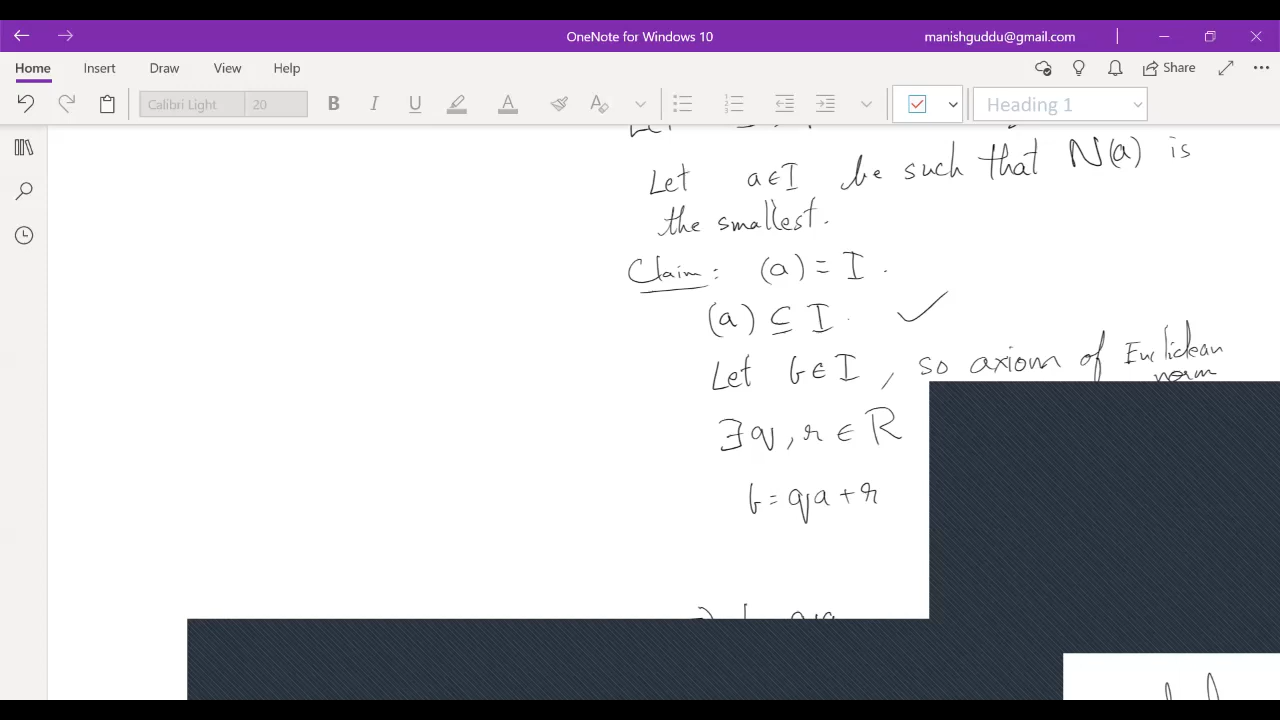 OneNote for Windows 10
manishguddu@gmail.com
Home Insert Draw View Help
Share
Calibri Light 20 B I U A Heading 1
Let
Let a ∈ I be such that N(a) is
the smallest.
Claim: (a) = I.
(a) ⊆ I. ✓
Let b ∈ I, so axiom of Euclidean
norm
∃ q, r ∈ R
b = qa + r